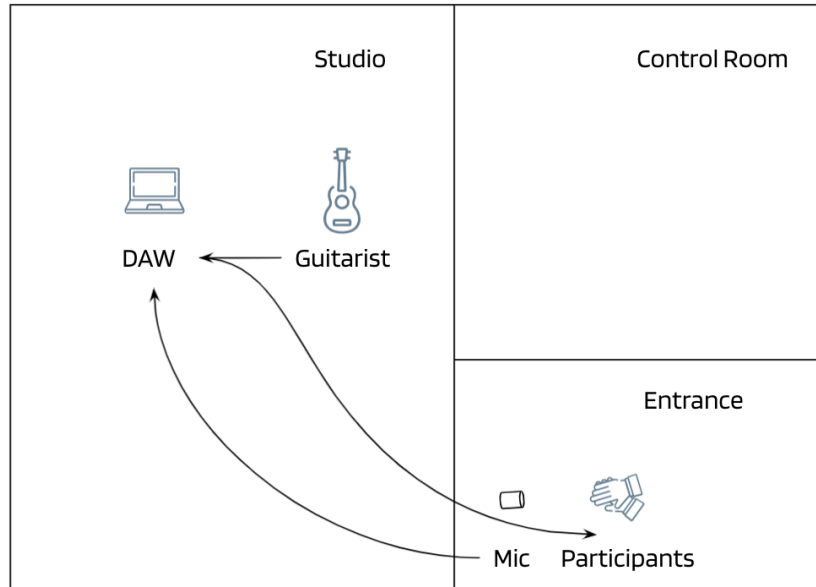 Studio
Control Room
DAW
Guitarist
Entrance
Mic
Participants